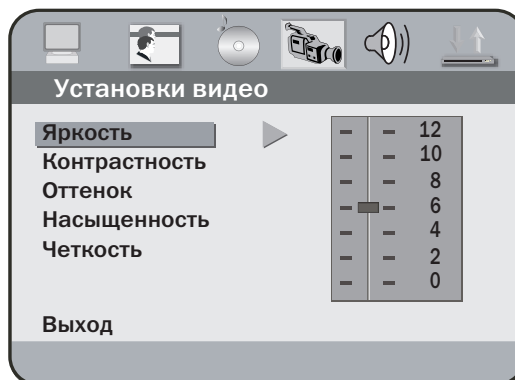 Установки видео
Яркость
Контрастность
Оттенок
Насыщенность
Четкость
Выход
12
10
8
6
4
2
0